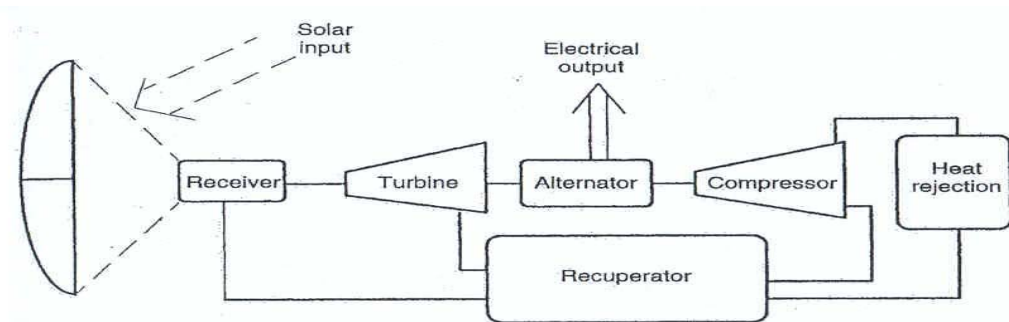 Solar
input
Electrical
output
Receiver
Turbine
Alternator
Compressor
Heat
rejection
Recuperator